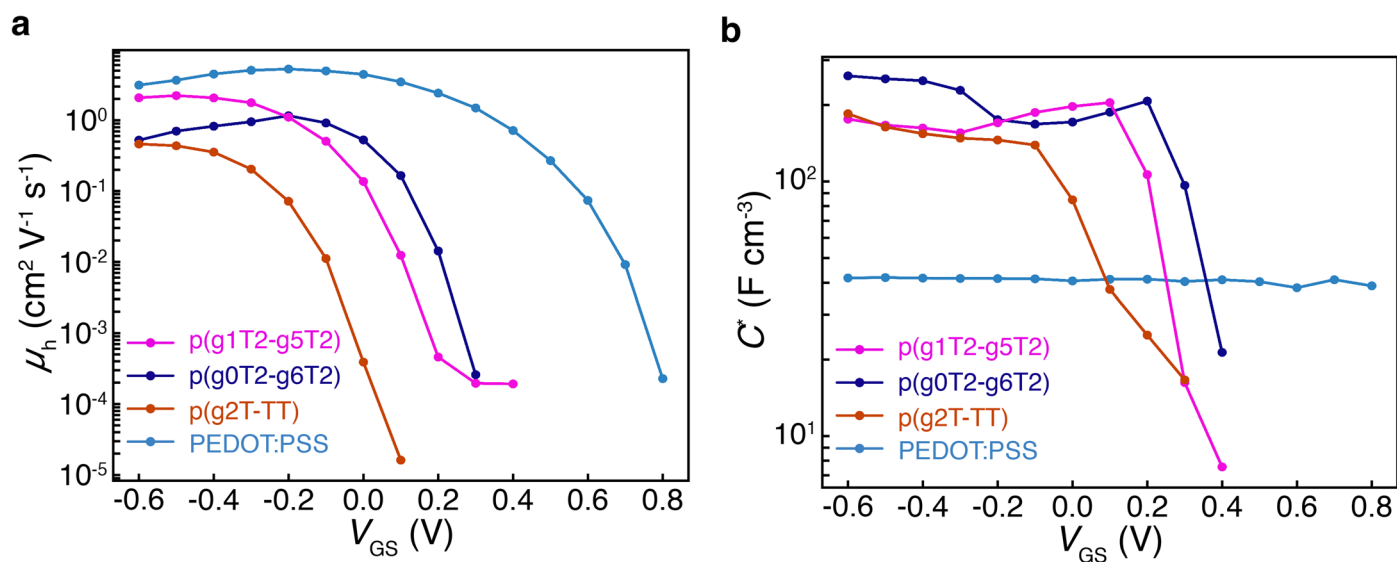 a
μh (cm² V⁻¹ s⁻¹)
10⁰
10⁻¹
10⁻²
10⁻³
10⁻⁴
10⁻⁵
p(g1T2-g5T2)
p(g0T2-g6T2)
p(g2T-TT)
PEDOT:PSS
-0.6 -0.4 -0.2 0.0 0.2 0.4 0.6 0.8
VGS (V)
b
C* (F cm⁻³)
10²
10¹
p(g1T2-g5T2)
p(g0T2-g6T2)
p(g2T-TT)
PEDOT:PSS
-0.6 -0.4 -0.2 0.0 0.2 0.4 0.6 0.8
VGS (V)